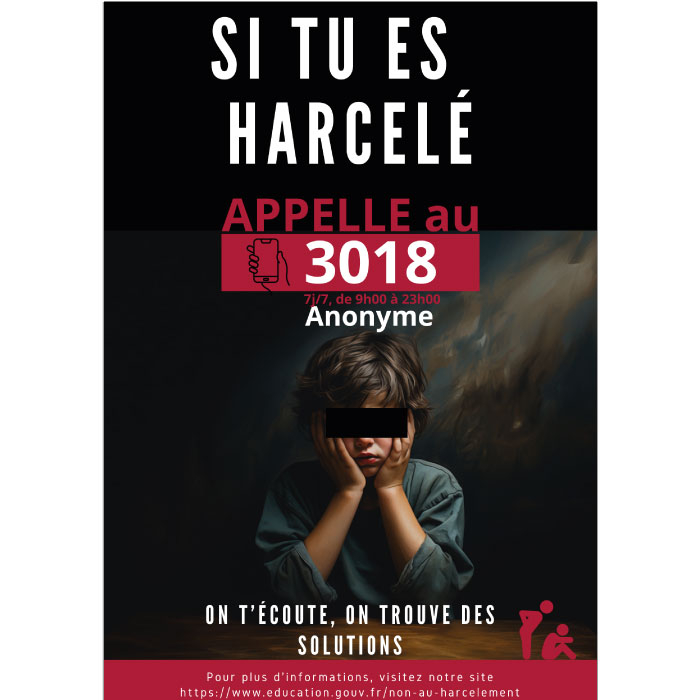 SI TU ES
HARCELÉ
APPELLE au
3018
7j/7, de 9h00 à 23h00
Anonyme
ON T'ÉCOUTE, ON TROUVE DES
SOLUTIONS
Pour plus d'informations, visitez notre site
https://www.education.gouv.fr/non-au-harcelement